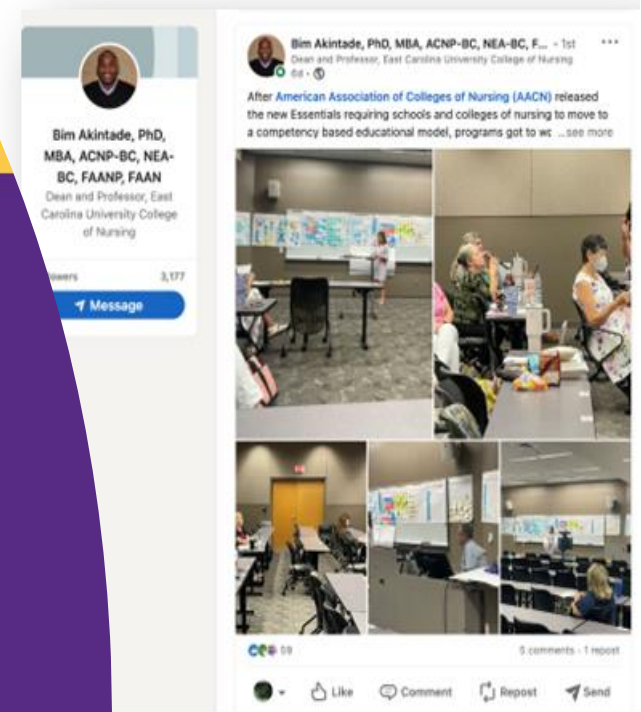 Bim Akintade, PhD,
MBA, ACNP-BC, NEA-
BC, FAANP, FAAN
Dean and Professor, East
Carolina University College
of Nursing
3,177
Message
Bim Akintade, PhD, MBA, ACNP-BC, NEA-BC, F... • 1st
Dean and Professor, East Carolina University College of Nursing
6d •
After American Association of Colleges of Nursing (AACN) released
the new Essentials requiring schools and colleges of nursing to move to
a competency based educational model, programs got to wc ...see more
59
5 comments · 1 repost
Like
Comment
Repost
Send